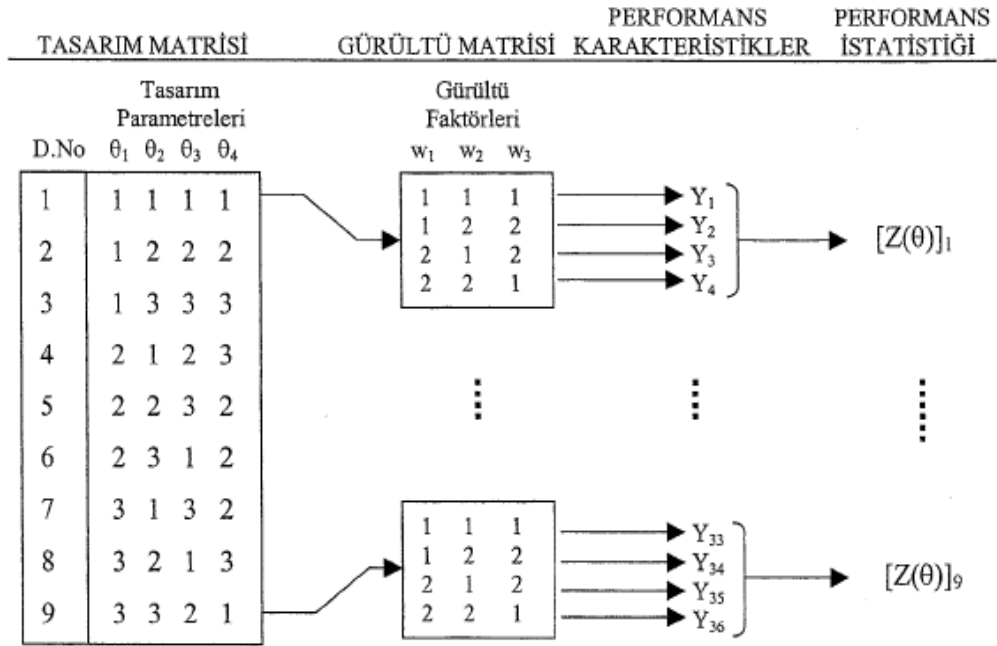 PERFORMANS PERFORMANS
TASARIM MATRİSİ GÜRÜLTÜ MATRİSİ KARAKTERİSTİKLER İSTATİSTİĞİ
Tasarım Gürültü
Parametreleri Faktörleri
D.No θ₁ θ₂ θ₃ θ₄ w₁ w₂ w₃
1 1 1 1 1
2 1 2 2 2
3 1 3 3 3
4 2 1 2 3
5 2 2 3 2
6 2 3 1 2
7 3 1 3 2
8 3 2 1 3
9 3 3 2 1
1 1 1 Y₁
1 2 2 Y₂
2 1 2 Y₃
2 2 1 Y₄
[Z(θ)]₁
1 1 1 Y₃₃
1 2 2 Y₃₄
2 1 2 Y₃₅
2 2 1 Y₃₆
[Z(θ)]₉